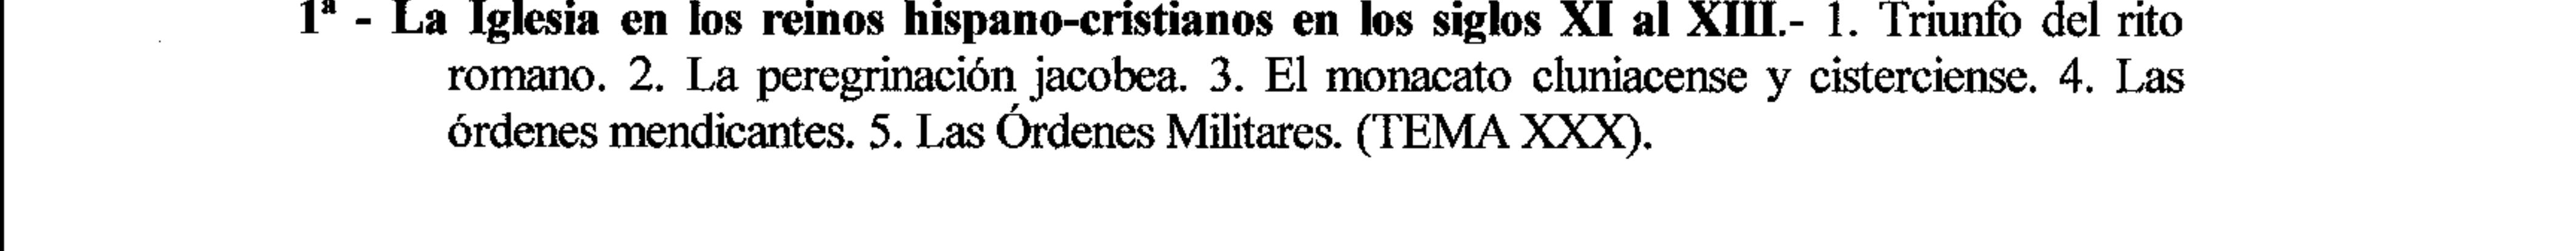 1ª - La Iglesia en los reinos hispano-cristianos en los siglos XI al XIII.- 1. Triunfo del rito
romano. 2. La peregrinación jacobea. 3. El monacato cluniacense y cisterciense. 4. Las
órdenes mendicantes. 5. Las Órdenes Militares. (TEMA XXX).